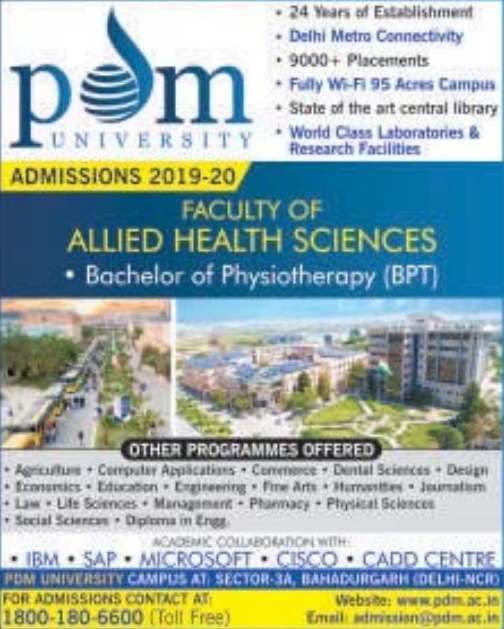 pdm
UNIVERSITY
• 24 Years of Establishment
• Delhi Metro Connectivity
• 9000+ Placements
• Fully Wi-Fi 95 Acres Campus
• State of the art central library
• World Class Laboratories &
Research Facilities
ADMISSIONS 2019-20
FACULTY OF
ALLIED HEALTH SCIENCES
• Bachelor of Physiotherapy (BPT)
OTHER PROGRAMMES OFFERED
• Agriculture • Computer Applications • Commerce • Dental Sciences • Design
• Economics • Education • Engineering • Fine Arts • Humanities • Journalism
• Law • Life Sciences • Management • Pharmacy • Physical Sciences
• Social Sciences • Diploma in Engg.
ACADEMIC COLLABORATION WITH:
• IBM • SAP • MICROSOFT • CISCO • CADD CENTRE
PDM UNIVERSITY CAMPUS AT: SECTOR-3A, BAHADURGARH (DELHI-NCR)
FOR ADMISSIONS CONTACT AT:
1800-180-6600 (Toll Free)
Website: www.pdm.ac.in
Email: admission@pdm.ac.in